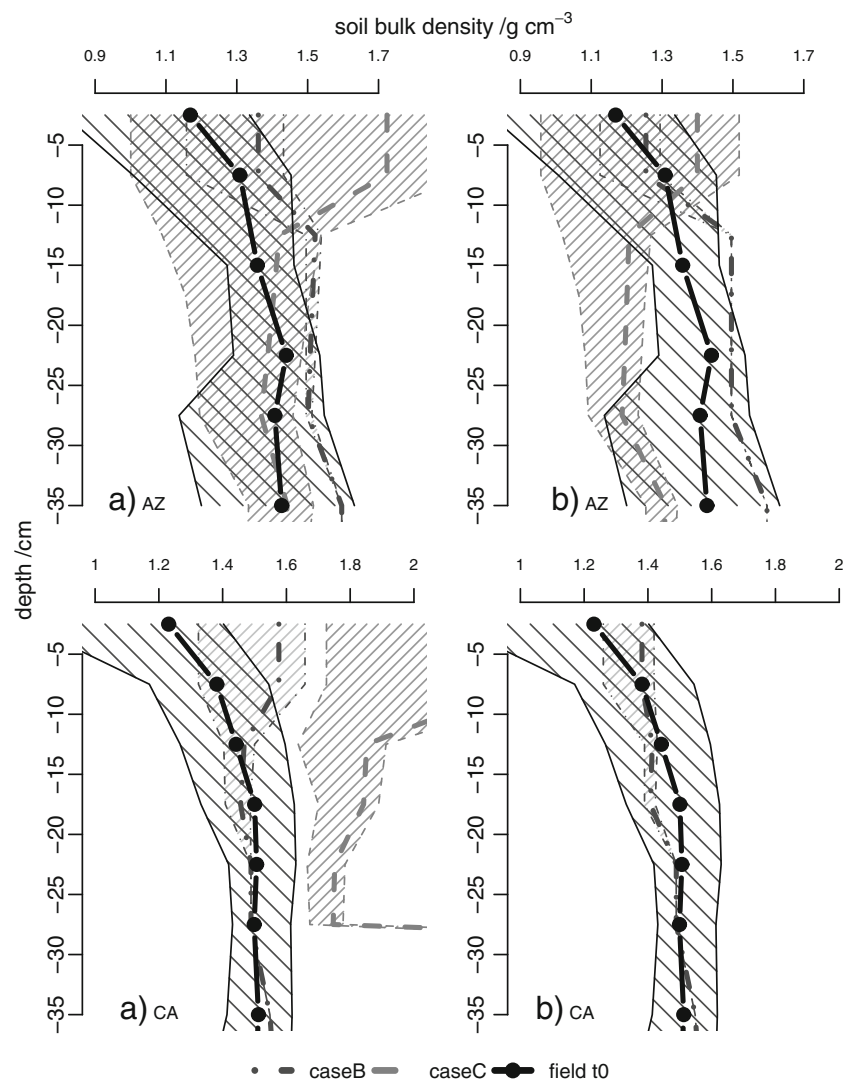 soil bulk density /g cm⁻³
0.9 1.1 1.3 1.5 1.7
0.9 1.1 1.3 1.5 1.7
depth /cm
−5
−10
−15
−20
−25
−30
−35
a) AZ
−5
−10
−15
−20
−25
−30
−35
b) AZ
1 1.2 1.4 1.6 1.8 2
1 1.2 1.4 1.6 1.8 2
−5
−10
−15
−20
−25
−30
−35
a) CA
−5
−10
−15
−20
−25
−30
−35
b) CA
caseB caseC field t0